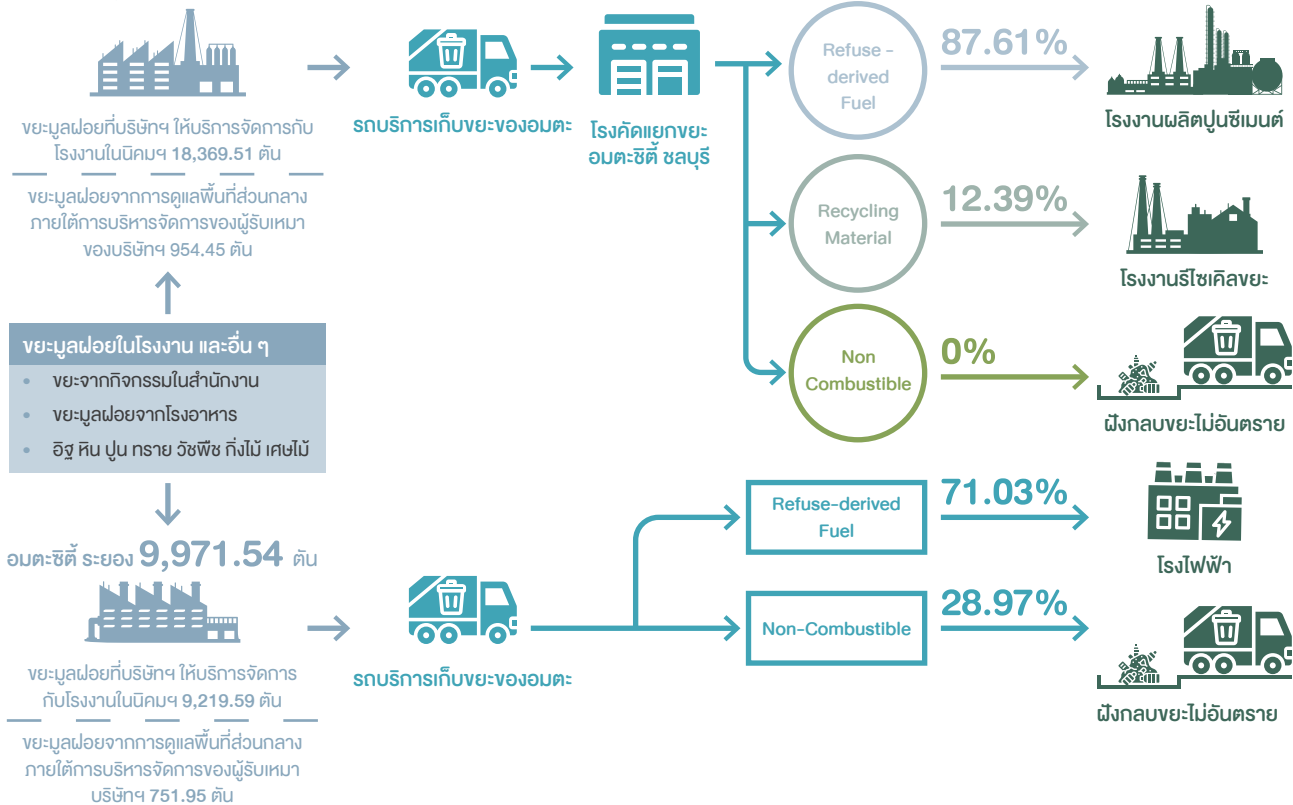 ขยะมูลฝอยที่บริษัทฯ ให้บริการจัดการกับ
โรงงานในนิคมฯ 18,369.51 ตัน
ขยะมูลฝอยจากการดูแลพื้นที่ส่วนกลาง
ภายใต้การบริหารจัดการของผู้รับเหมา
ของบริษัทฯ 954.45 ตัน
รถบริการเก็บขยะของอมตะ
โรงคัดแยกขยะ
อมตะซิตี้ ชลบุรี
Refuse -
derived
Fuel
87.61%
โรงงานผลิตปูนซีเมนต์
Recycling
Material
12.39%
โรงงานรีไซเคิลขยะ
Non
Combustible
0%
ฝังกลบขยะไม่อันตราย
ขยะมูลฝอยในโรงงาน และอื่น ๆ
• ขยะจากกิจกรรมในสำนักงาน
• ขยะมูลฝอยจากโรงอาหาร
• อิฐ หิน ปูน ทราย วัชพืช กิ่งไม้ เศษไม้
อมตะซิตี้ ระยอง 9,971.54 ตัน
ขยะมูลฝอยที่บริษัทฯ ให้บริการจัดการ
กับโรงงานในนิคมฯ 9,219.59 ตัน
ขยะมูลฝอยจากการดูแลพื้นที่ส่วนกลาง
ภายใต้การบริหารจัดการของผู้รับเหมา
บริษัทฯ 751.95 ตัน
รถบริการเก็บขยะของอมตะ
Refuse-derived
Fuel
71.03%
โรงไฟฟ้า
Non-Combustible
28.97%
ฝังกลบขยะไม่อันตราย